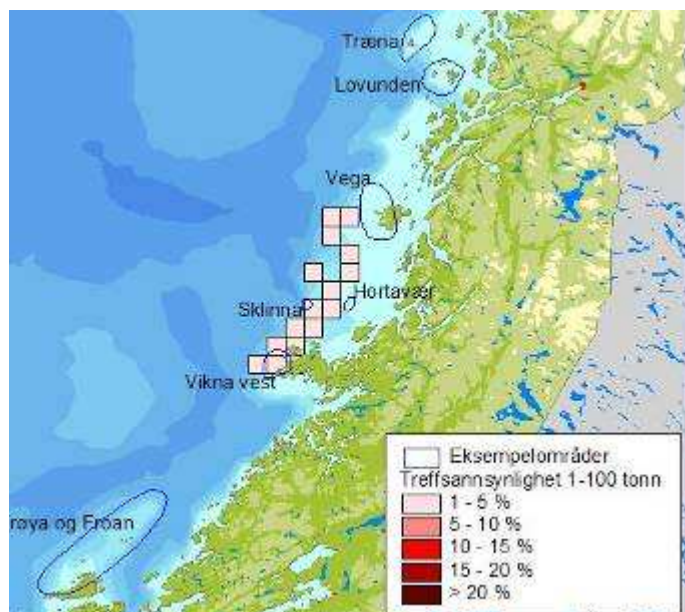 Træna
Lovunden
Vega
Sklinna
Hortavær
Vikna vest
røya og Froan
Eksempelområder
Treffsannsynlighet 1-100 tonn
1 - 5 %
5 - 10 %
10 - 15 %
15 - 20 %
> 20 %